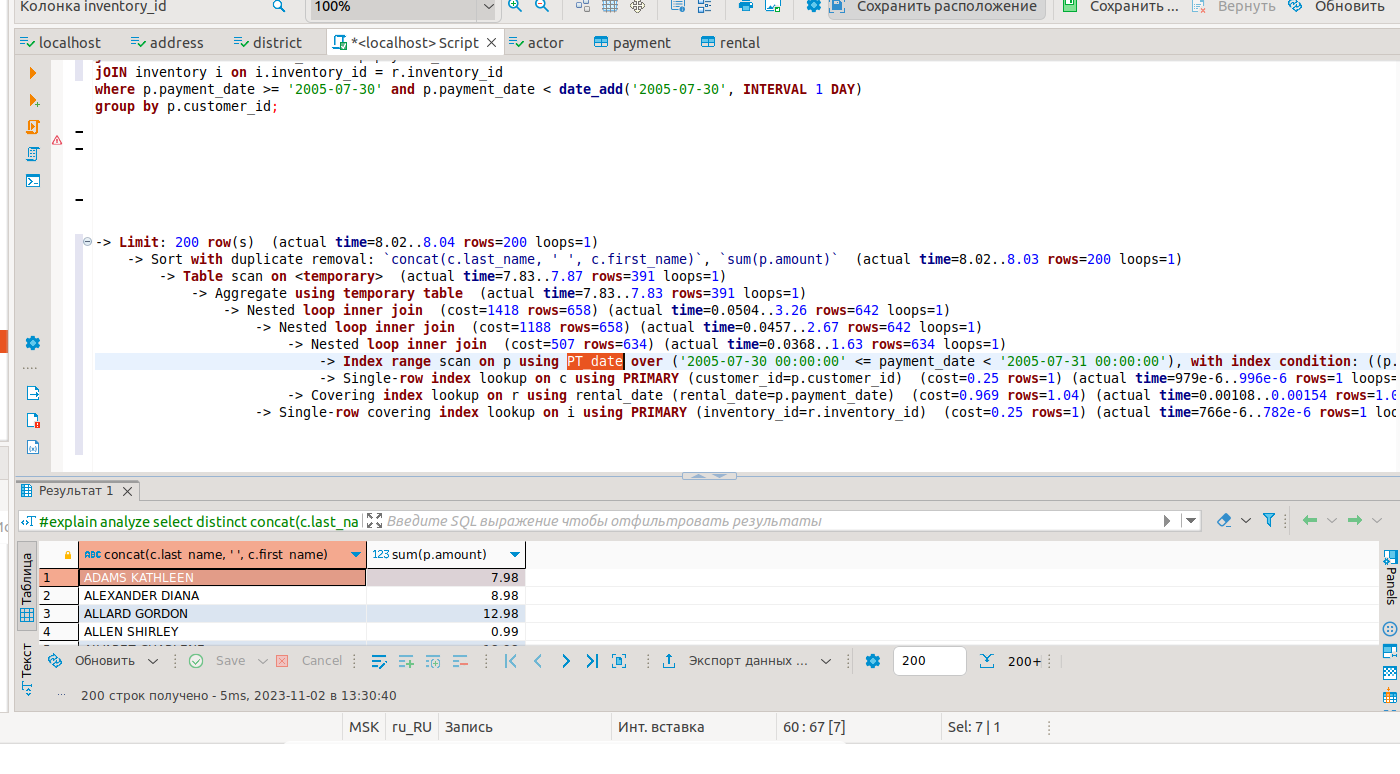 Колонка inventory_id
100%
Сохранить расположение
Сохранить ...
Вернуть
Обновить
localhost
address
district
*<localhost> Script
actor
payment
rental
jOIN inventory i on i.inventory_id = r.inventory_id
where p.payment_date >= '2005-07-30' and p.payment_date < date_add('2005-07-30', INTERVAL 1 DAY)
group by p.customer_id;
-> Limit: 200 row(s)  (actual time=8.02..8.04 rows=200 loops=1)
-> Sort with duplicate removal: `concat(c.last_name, ' ', c.first_name)`, `sum(p.amount)`  (actual time=8.02..8.03 rows=200 loops=1)
-> Table scan on <temporary>  (actual time=7.83..7.87 rows=391 loops=1)
-> Aggregate using temporary table  (actual time=7.83..7.83 rows=391 loops=1)
-> Nested loop inner join  (cost=1418 rows=658) (actual time=0.0504..3.26 rows=642 loops=1)
-> Nested loop inner join  (cost=1188 rows=658) (actual time=0.0457..2.67 rows=642 loops=1)
-> Nested loop inner join  (cost=507 rows=634) (actual time=0.0368..1.63 rows=634 loops=1)
-> Index range scan on p using PT_date over ('2005-07-30 00:00:00' <= payment_date < '2005-07-31 00:00:00'), with index condition: ((p.
-> Single-row index lookup on c using PRIMARY (customer_id=p.customer_id)  (cost=0.25 rows=1) (actual time=979e-6..996e-6 rows=1 loops=
-> Covering index lookup on r using rental_date (rental_date=p.payment_date)  (cost=0.969 rows=1.04) (actual time=0.00108..0.00154 rows=1.0
-> Single-row covering index lookup on i using PRIMARY (inventory_id=r.inventory_id)  (cost=0.25 rows=1) (actual time=766e-6..782e-6 rows=1 loo
Результат 1
#explain analyze select distinct concat(c.last_na
Введите SQL выражение чтобы отфильтровать результаты
Таблица
Текст
Panels
ABC concat(c.last_name, ' ', c.first_name)
123 sum(p.amount)
1 ADAMS KATHLEEN 7.98
2 ALEXANDER DIANA 8.98
3 ALLARD GORDON 12.98
4 ALLEN SHIRLEY 0.99
Обновить
Save
Cancel
Экспорт данных ...
200
200+
200 строк получено - 5ms, 2023-11-02 в 13:30:40
MSK
ru_RU
Запись
Инт. вставка
60 : 67 [7]
Sel: 7 | 1